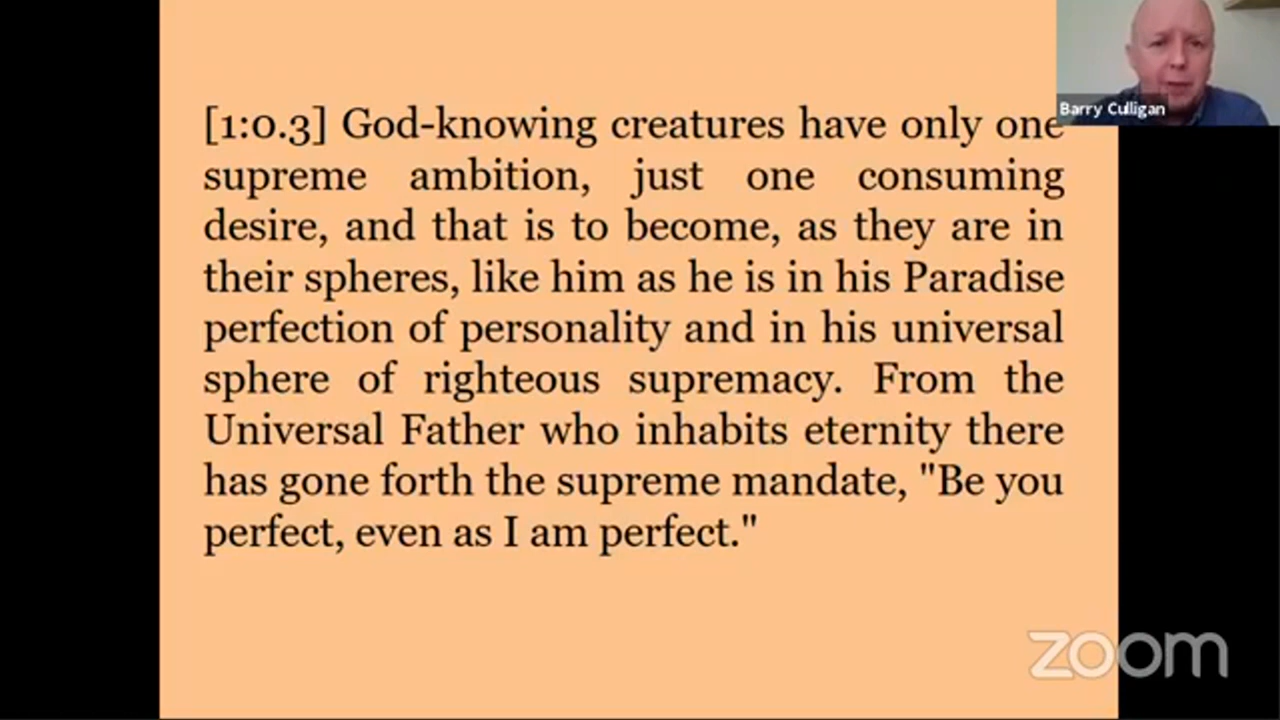 [1:0.3] God-knowing creatures have only one
supreme ambition, just one consuming
desire, and that is to become, as they are in
their spheres, like him as he is in his Paradise
perfection of personality and in his universal
sphere of righteous supremacy. From the
Universal Father who inhabits eternity there
has gone forth the supreme mandate, "Be you
perfect, even as I am perfect."
Barry Culligan
zoom